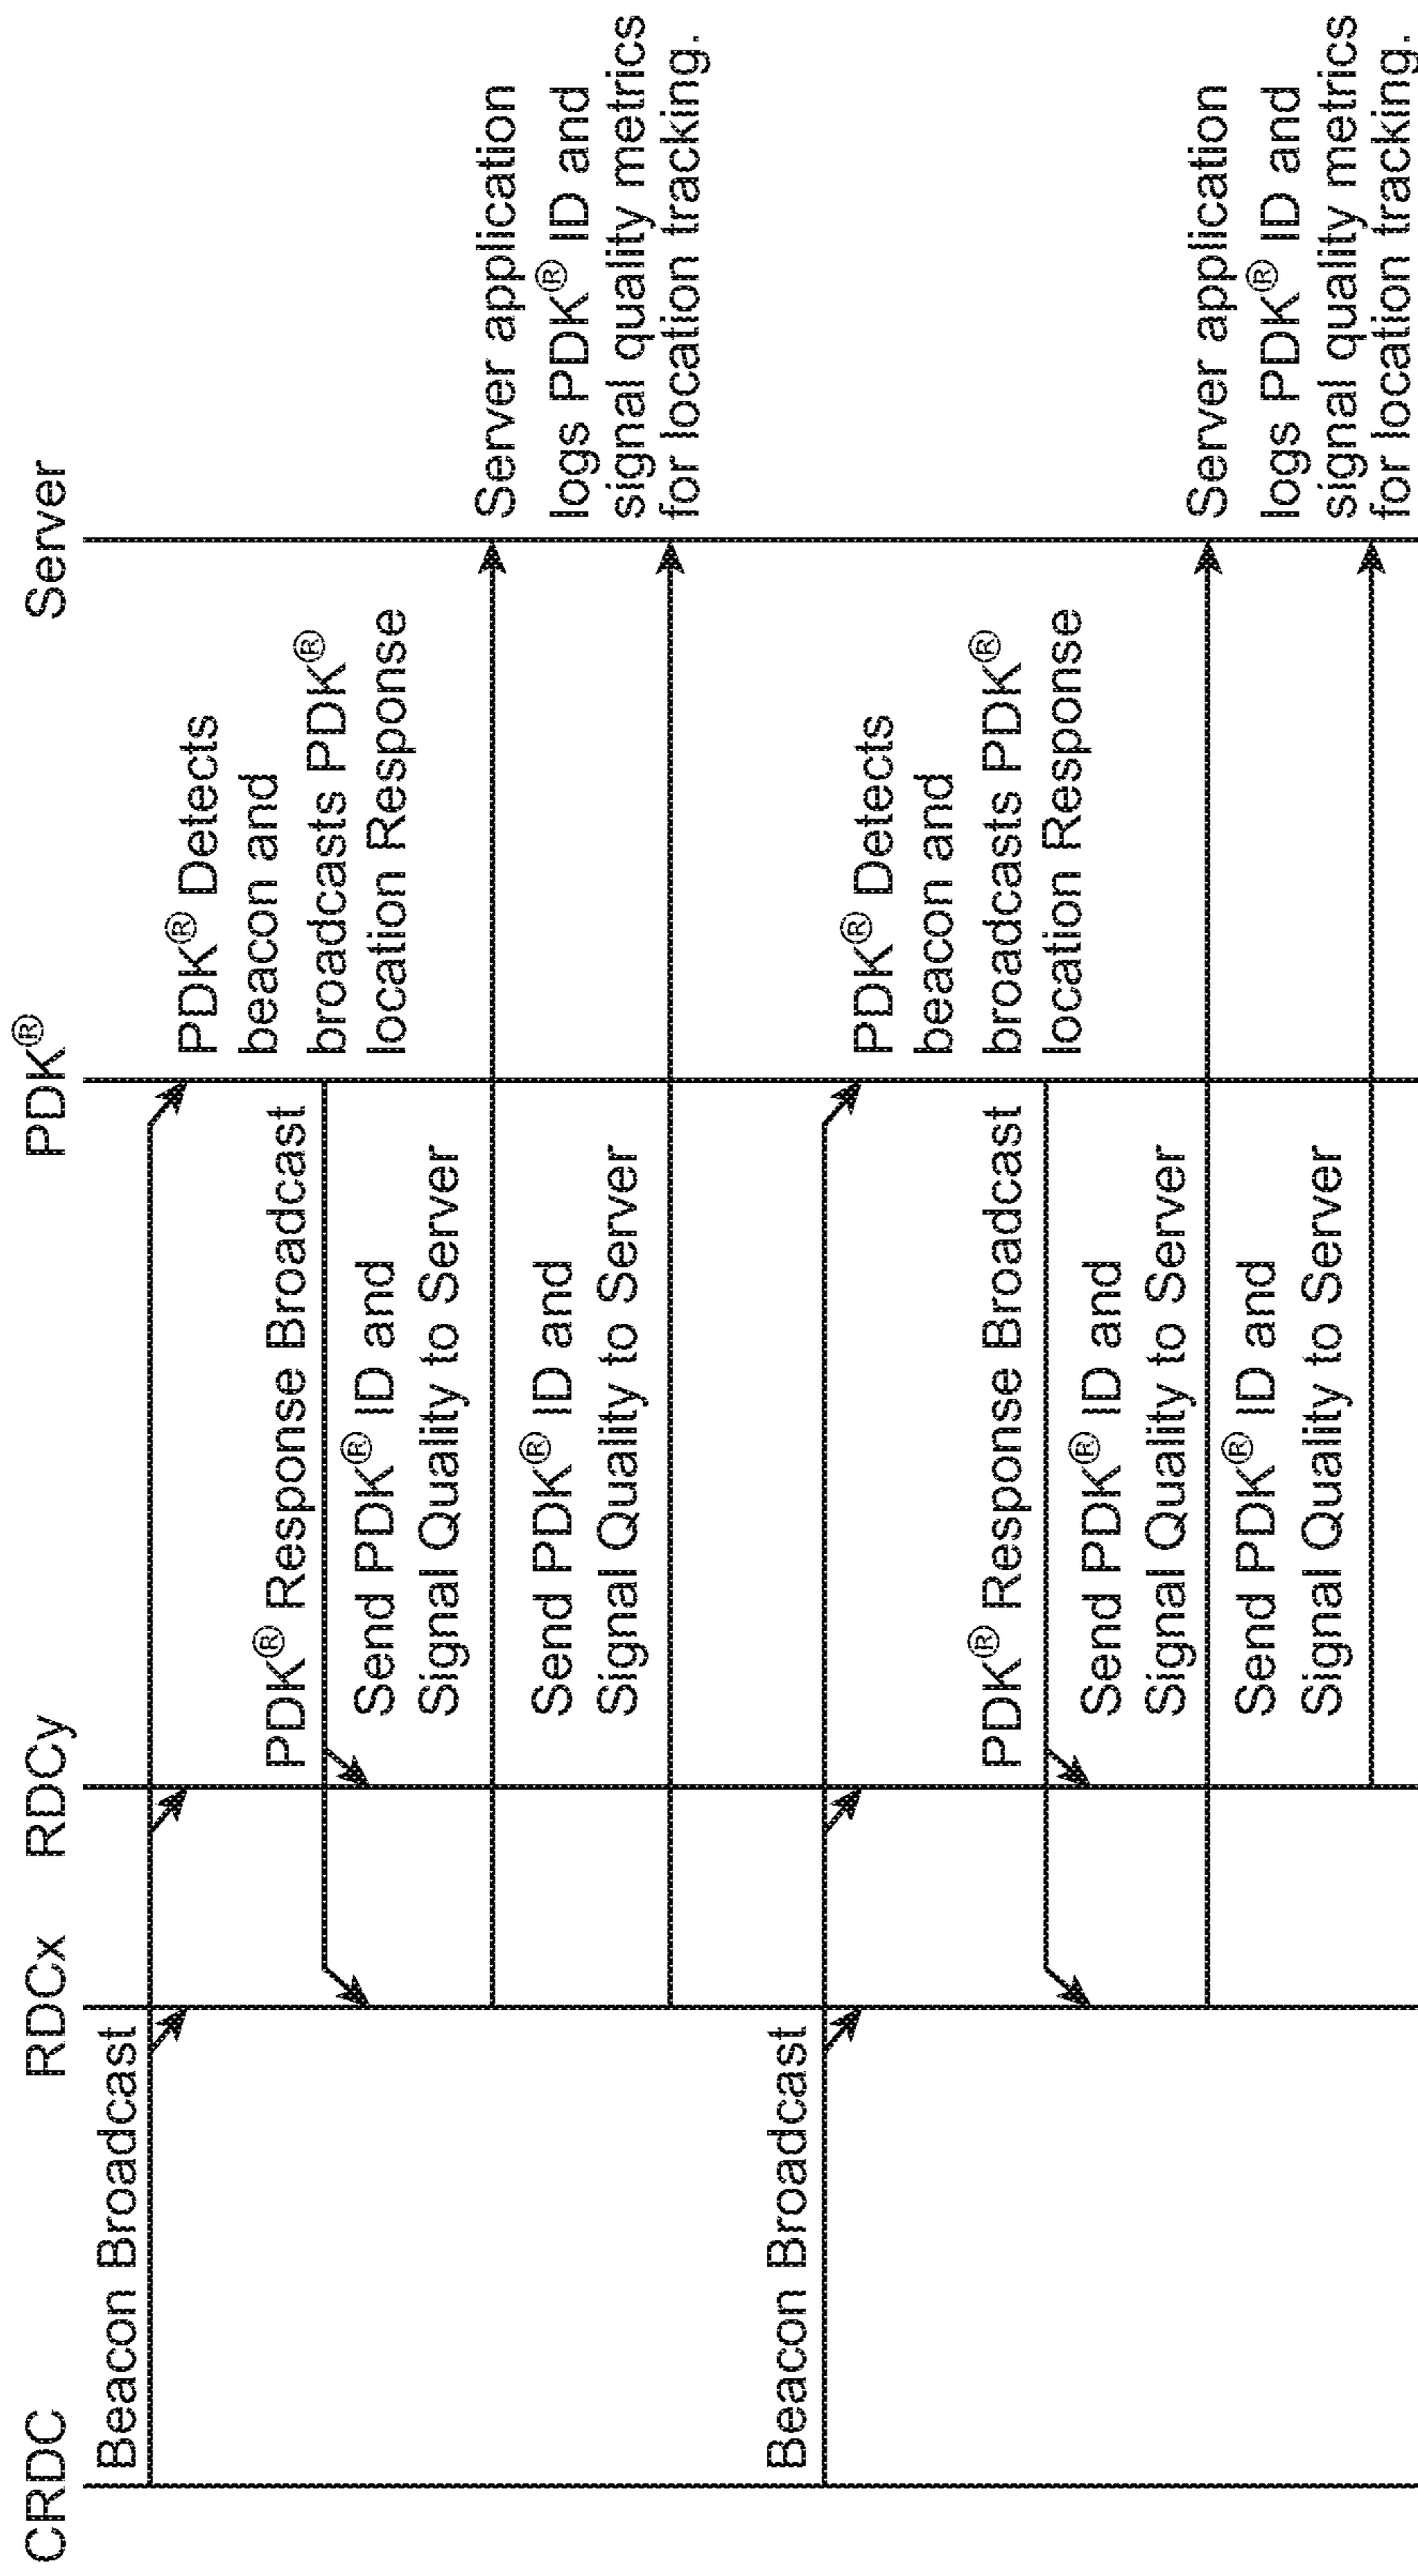 CRDC
RDCx
RDCy
PDK®
Server
Beacon Broadcast
PDK® Detects
beacon and
broadcasts PDK®
location Response
PDK® Response Broadcast
Send PDK® ID and
Signal Quality to Server
Server application
logs PDK® ID and
signal quality metrics
for location tracking.
Send PDK® ID and
Signal Quality to Server
Beacon Broadcast
PDK® Detects
beacon and
broadcasts PDK®
location Response
PDK® Response Broadcast
Send PDK® ID and
Signal Quality to Server
Server application
logs PDK® ID and
signal quality metrics
for location tracking.
Send PDK® ID and
Signal Quality to Server